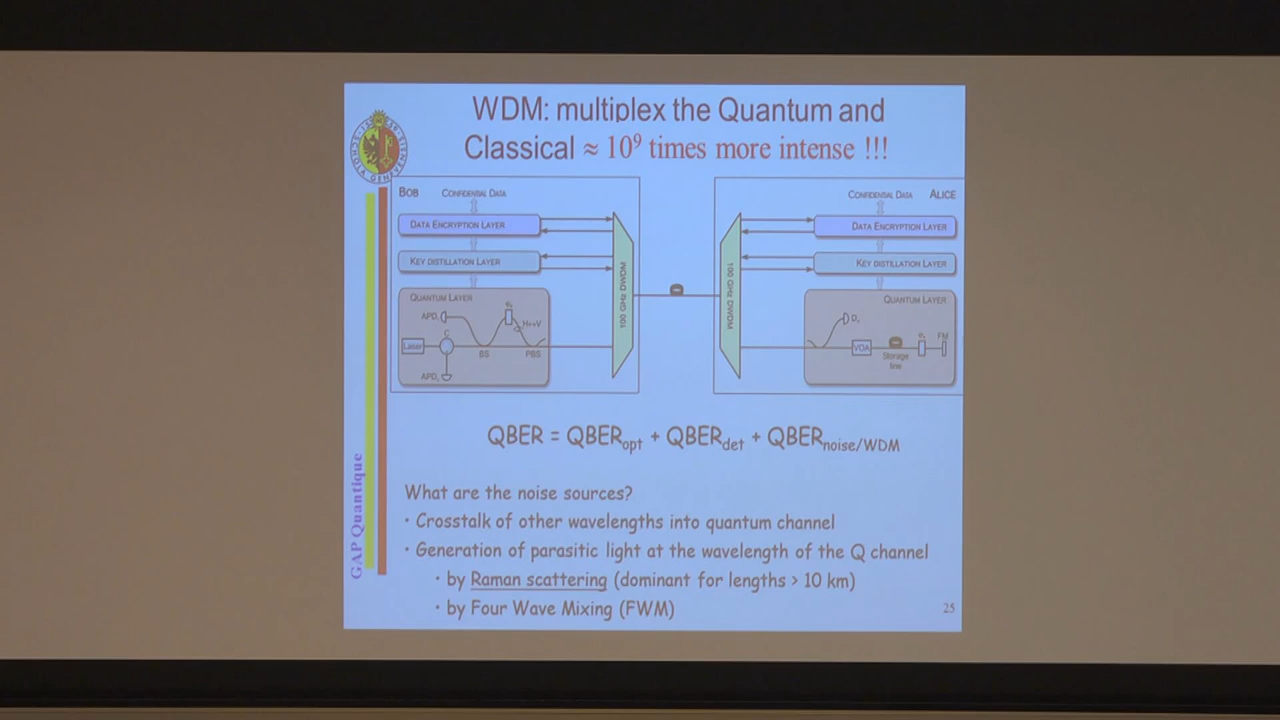 WDM: multiplex the Quantum and
Classical ≈ 10⁹ times more intense !!!
BOB CONFIDENTIAL DATA
DATA ENCRYPTION LAYER
KEY DISTILLATION LAYER
QUANTUM LAYER
APD
Laser
C
BS
PBS
H↔V
APD
100 GHz DWDM
100 GHz DWDM
CONFIDENTIAL DATA ALICE
DATA ENCRYPTION LAYER
KEY DISTILLATION LAYER
QUANTUM LAYER
VOA
Storage
line
FM
QBER = QBERopt + QBERdet + QBERnoise/WDM
What are the noise sources?
• Crosstalk of other wavelengths into quantum channel
• Generation of parasitic light at the wavelength of the Q channel
• by Raman scattering (dominant for lengths > 10 km)
• by Four Wave Mixing (FWM)
GAP Quantique
25